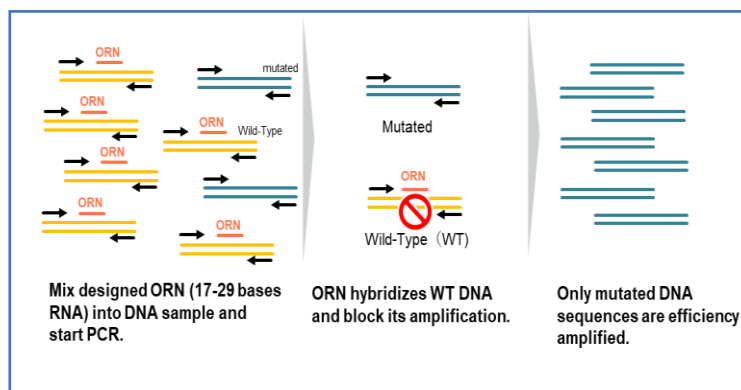 ORN
mutated
ORN
ORN
Wild-Type
ORN
ORN
ORN
Mutated
ORN
Wild-Type (WT)
Mix designed ORN (17-29 bases
RNA) into DNA sample and
start PCR.
ORN hybridizes WT DNA
and block its amplification.
Only mutated DNA
sequences are efficiency
amplified.